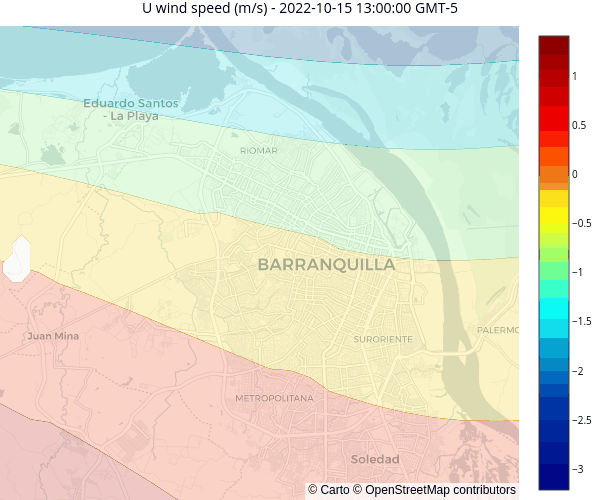 U wind speed (m/s) - 2022-10-15 13:00:00 GMT-5
Eduardo Santos
- La Playa
RIOMAR
BARRANQUILLA
Juan Mina
SURORIENTE
PALERMO
METROPOLITANA
Soledad
© Carto © OpenStreetMap contributors
1
0.5
0
−0.5
−1
−1.5
−2
−2.5
−3